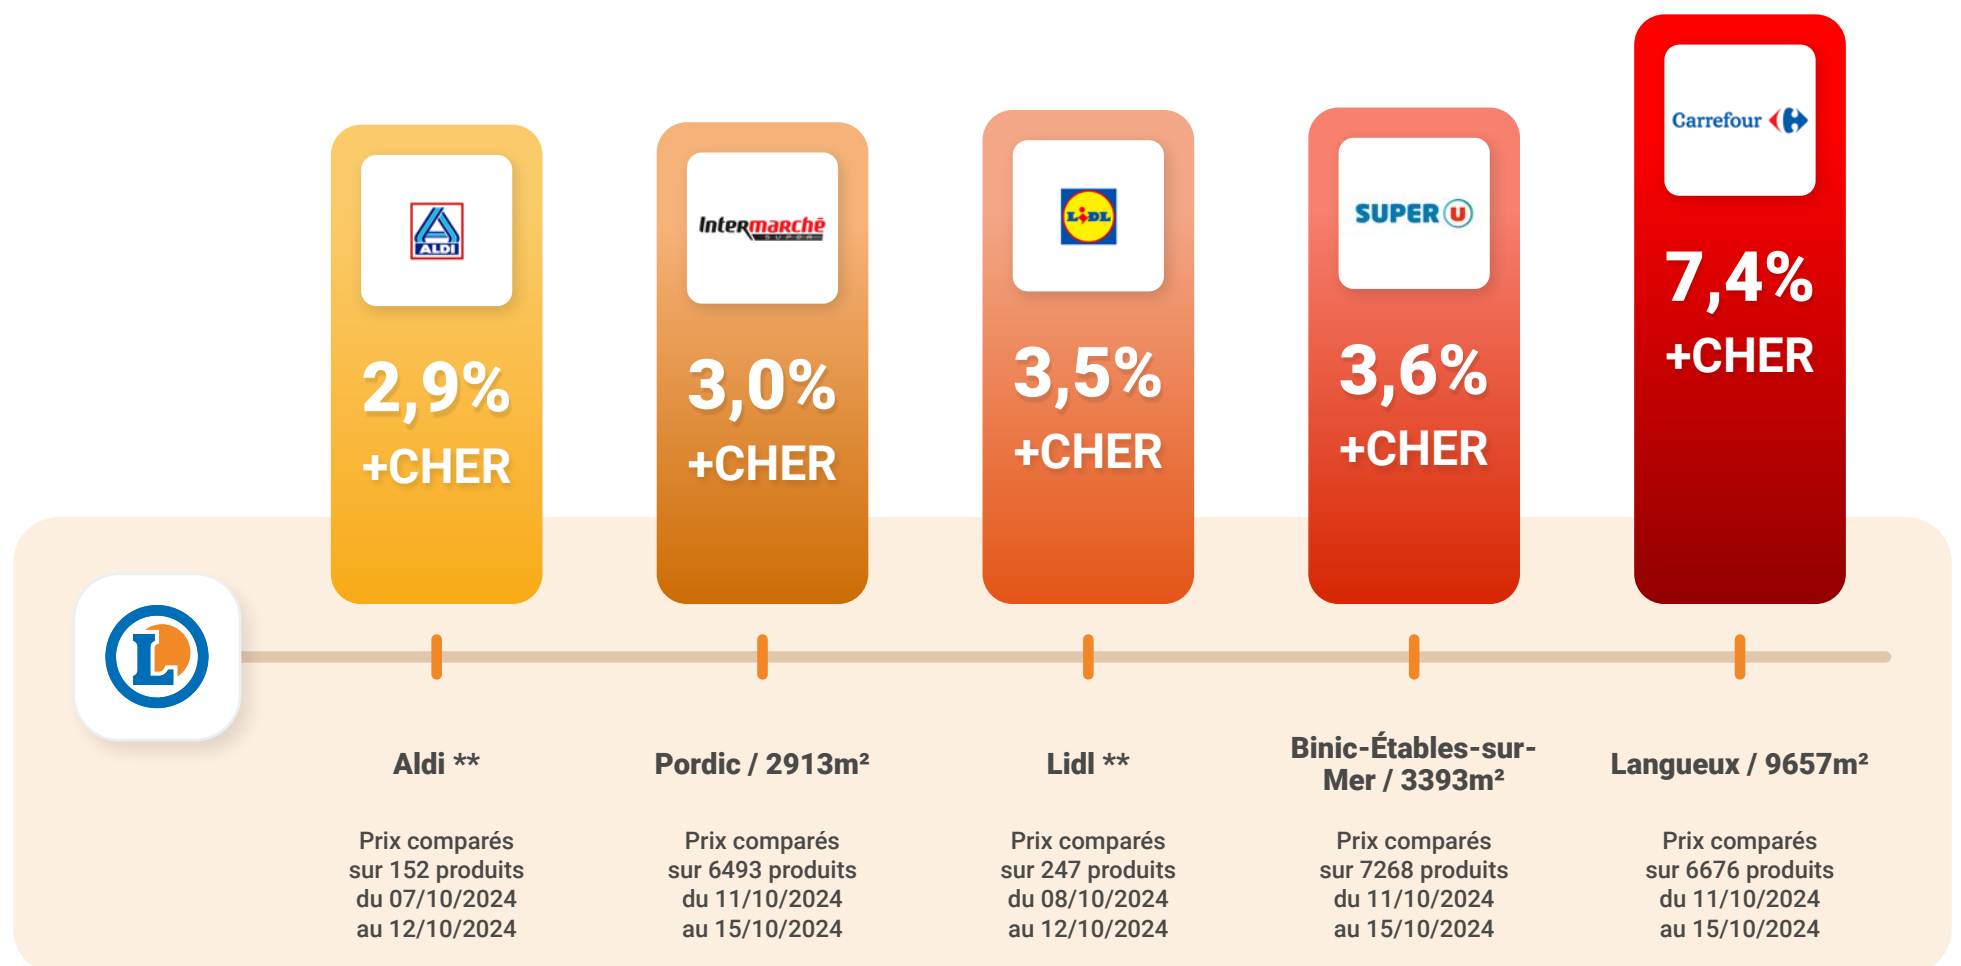 ALDI
2,9%
+CHER
Intermarché
SUPER
3,0%
+CHER
LIDL
3,5%
+CHER
SUPER U
3,6%
+CHER
Carrefour
7,4%
+CHER
L
Aldi **
Prix comparés
sur 152 produits
du 07/10/2024
au 12/10/2024
Pordic / 2913m²
Prix comparés
sur 6493 produits
du 11/10/2024
au 15/10/2024
Lidl **
Prix comparés
sur 247 produits
du 08/10/2024
au 12/10/2024
Binic-Étables-sur-
Mer / 3393m²
Prix comparés
sur 7268 produits
du 11/10/2024
au 15/10/2024
Langueux / 9657m²
Prix comparés
sur 6676 produits
du 11/10/2024
au 15/10/2024